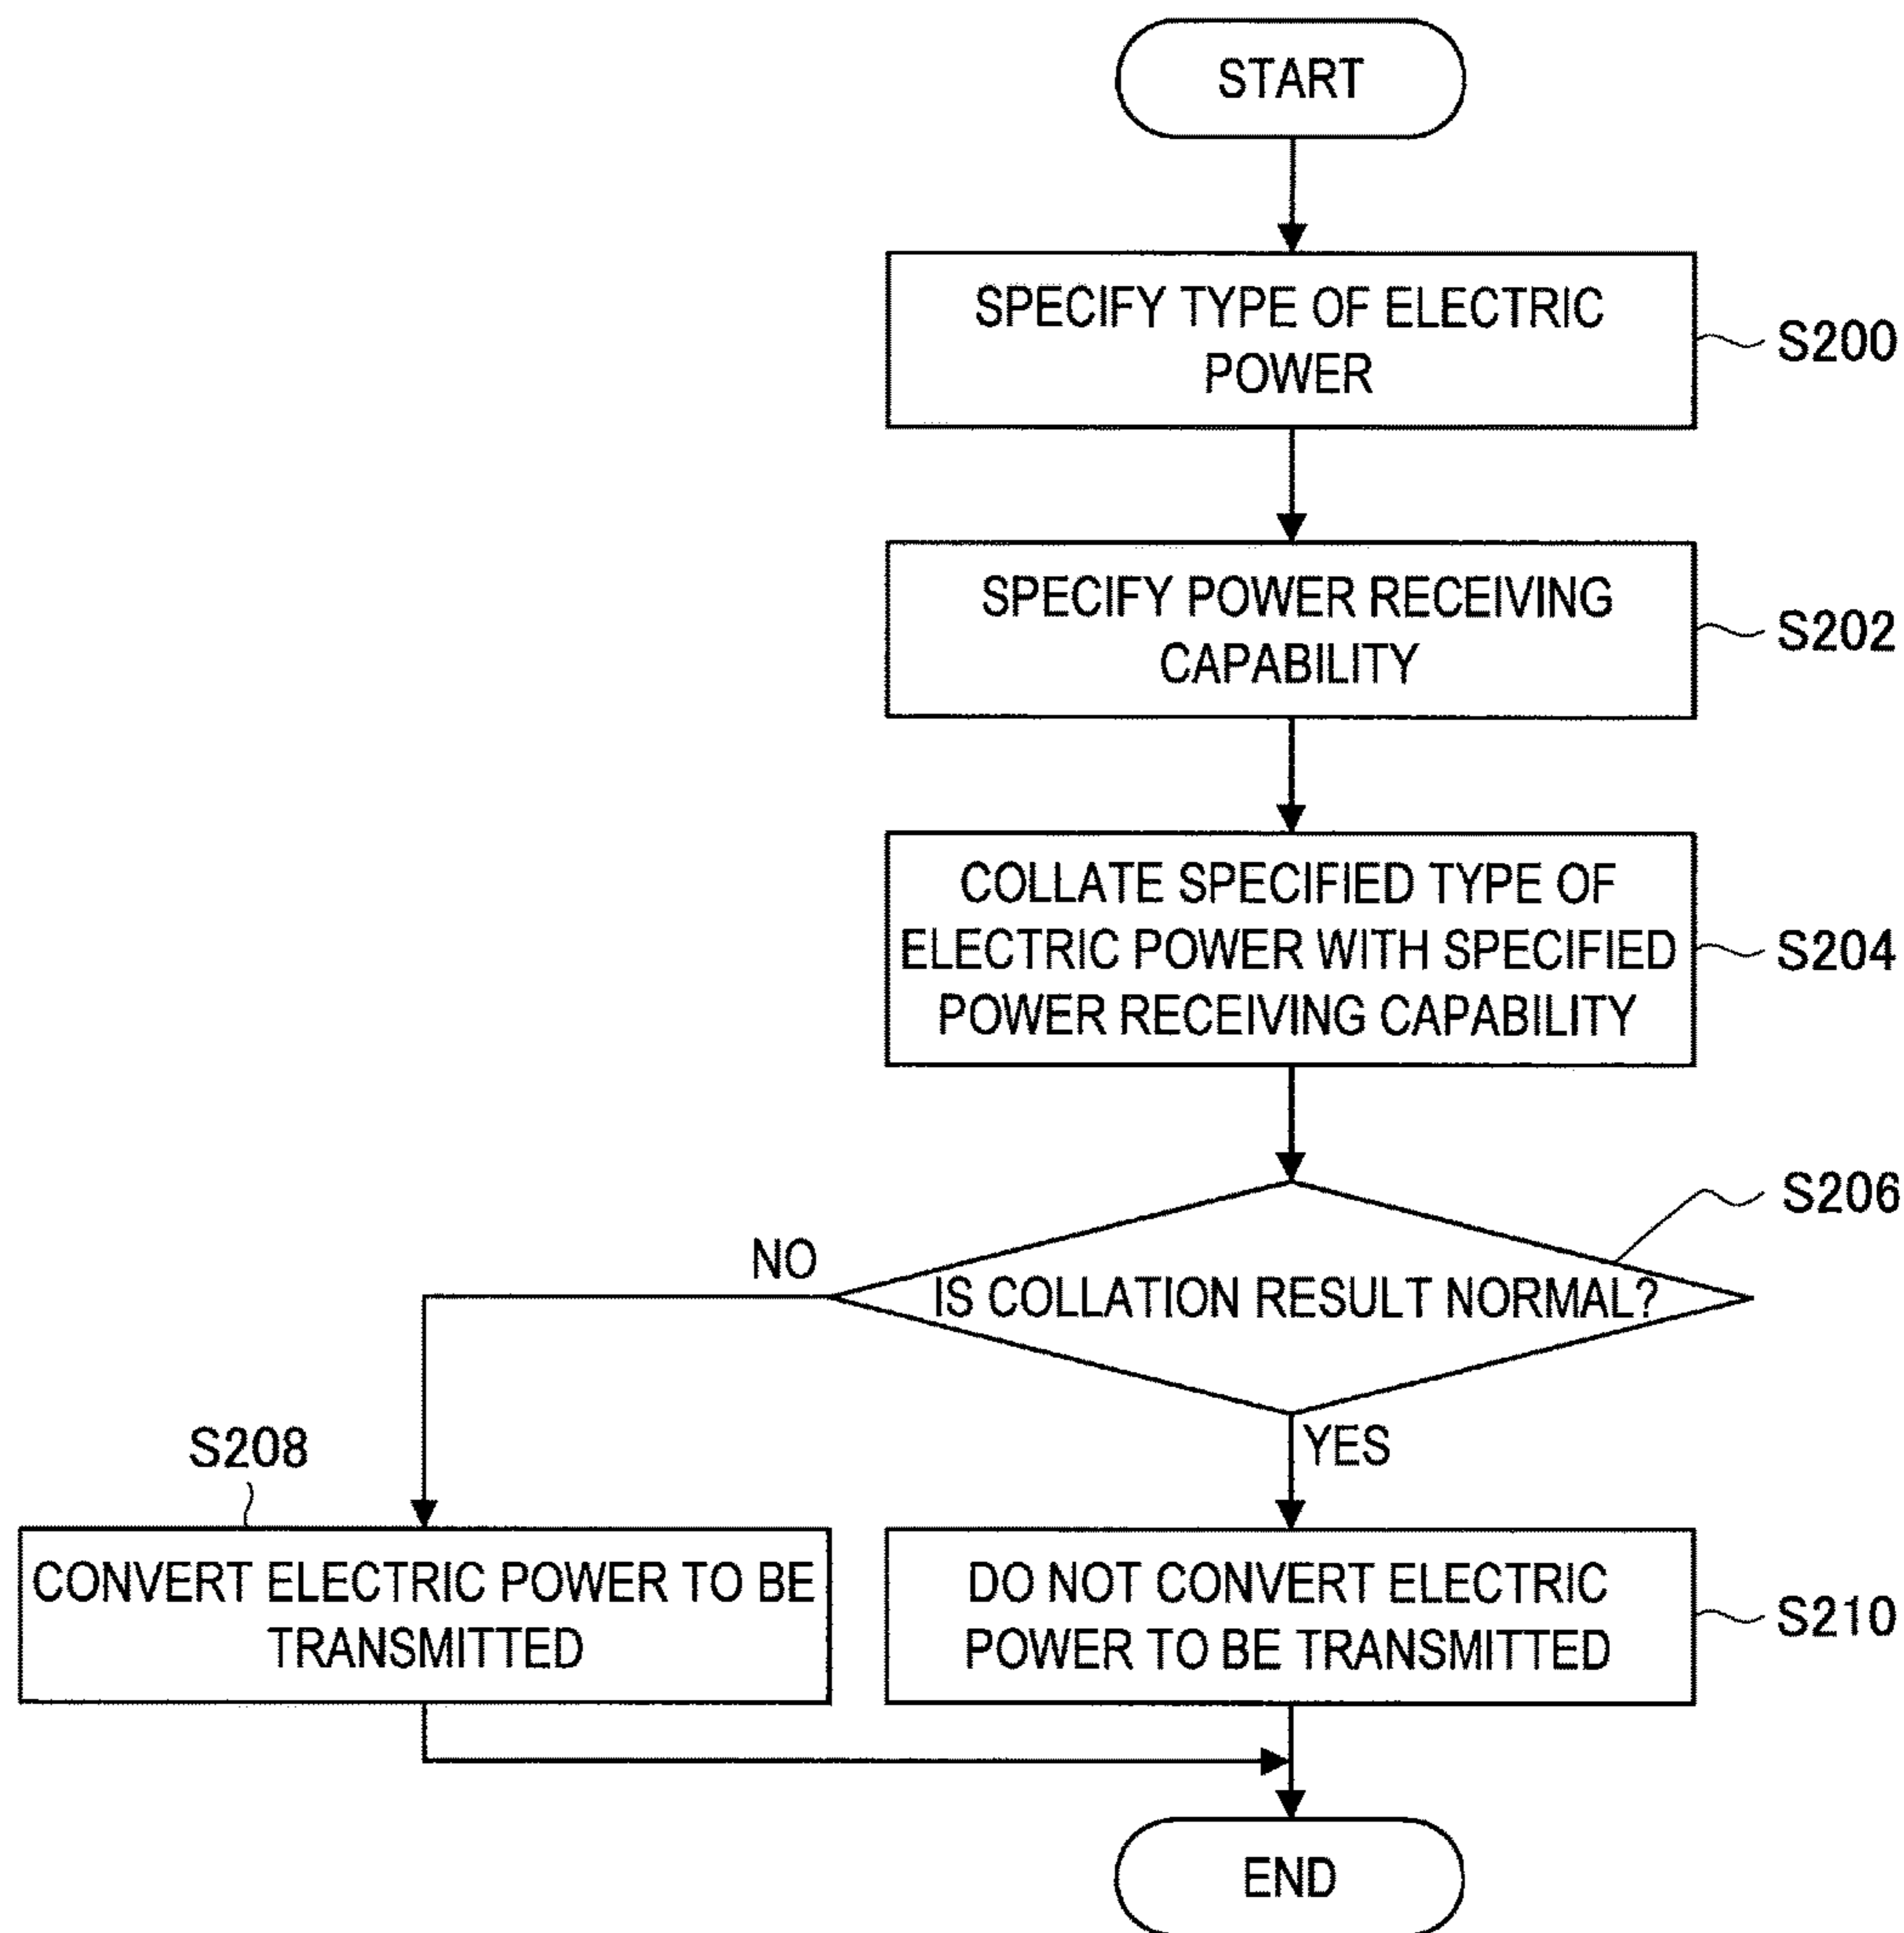 START
SPECIFY TYPE OF ELECTRIC
POWER
S200
SPECIFY POWER RECEIVING
CAPABILITY
S202
COLLATE SPECIFIED TYPE OF
ELECTRIC POWER WITH SPECIFIED
POWER RECEIVING CAPABILITY
S204
S206
IS COLLATION RESULT NORMAL?
NO
YES
S208
CONVERT ELECTRIC POWER TO BE
TRANSMITTED
DO NOT CONVERT ELECTRIC
POWER TO BE TRANSMITTED
S210
END